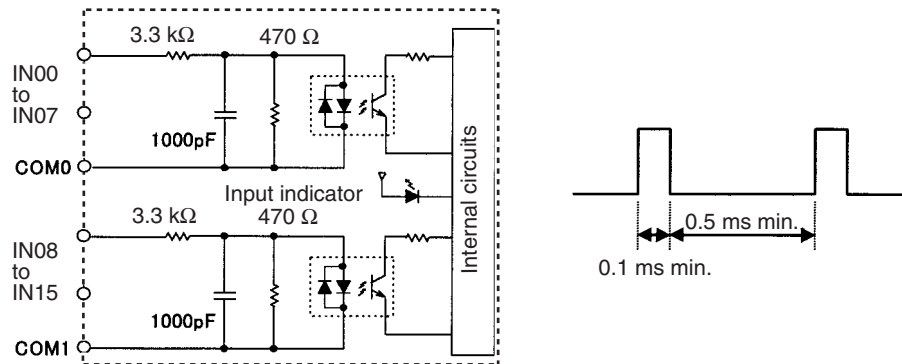 3.3 kΩ
470 Ω
IN00
to
IN07
1000pF
COM0
Input indicator
Internal circuits
3.3 kΩ
470 Ω
IN08
to
IN15
1000pF
COM1
0.5 ms min.
0.1 ms min.